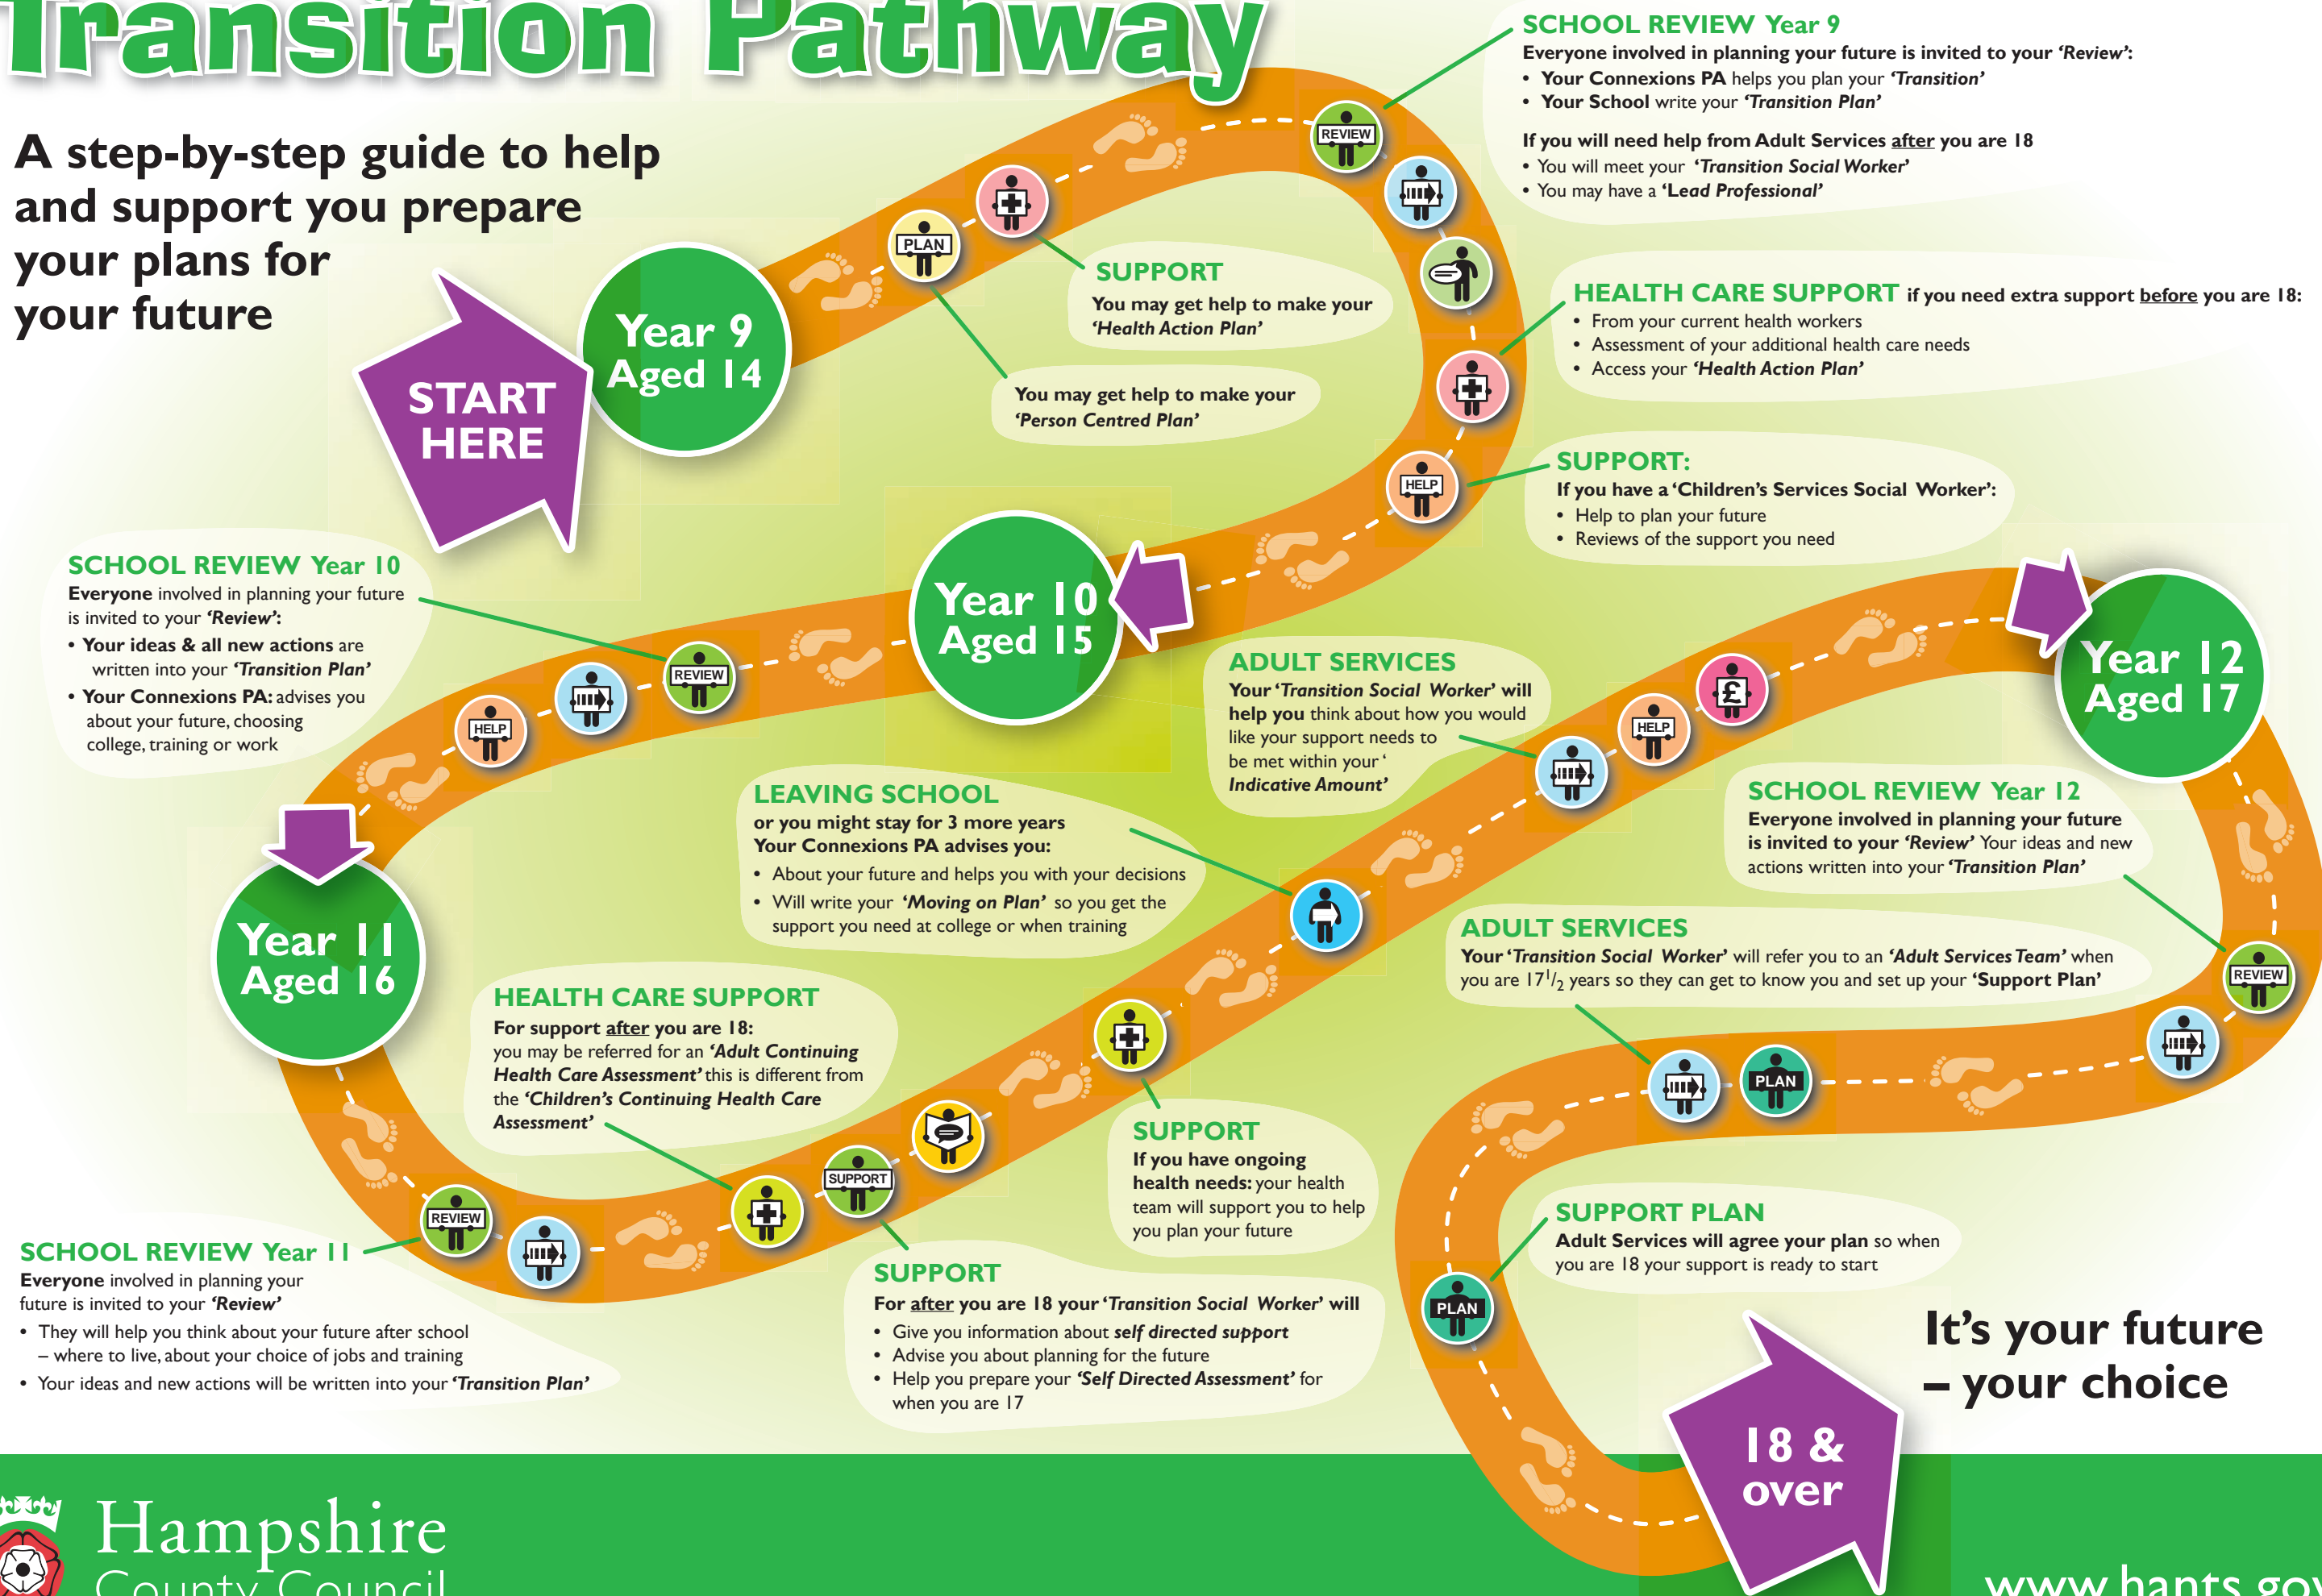 Transition Pathway
A step-by-step guide to help
and support you prepare
your plans for
your future
START
HERE
Year 9
Aged 14
PLAN
You may get help to make your
‘Person Centred Plan’
SUPPORT
You may get help to make your
‘Health Action Plan’
REVIEW
SCHOOL REVIEW Year 9
Everyone involved in planning your future is invited to your ‘Review’:
• Your Connexions PA helps you plan your ‘Transition’
• Your School write your ‘Transition Plan’
If you will need help from Adult Services after you are 18
• You will meet your ‘Transition Social Worker’
• You may have a ‘Lead Professional’
HEALTH CARE SUPPORT if you need extra support before you are 18:
• From your current health workers
• Assessment of your additional health care needs
• Access your ‘Health Action Plan’
HELP
SUPPORT:
If you have a ‘Children’s Services Social Worker’:
• Help to plan your future
• Reviews of the support you need
Year 10
Aged 15
REVIEW
SCHOOL REVIEW Year 10
Everyone involved in planning your future
is invited to your ‘Review’:
• Your ideas & all new actions are
written into your ‘Transition Plan’
• Your Connexions PA: advises you
about your future, choosing
college, training or work
HELP
Year 11
Aged 16
REVIEW
SCHOOL REVIEW Year 11
Everyone involved in planning your
future is invited to your ‘Review’
• They will help you think about your future after school
– where to live, about your choice of jobs and training
• Your ideas and new actions will be written into your ‘Transition Plan’
HEALTH CARE SUPPORT
For support after you are 18:
you may be referred for an ‘Adult Continuing
Health Care Assessment’ this is different from
the ‘Children’s Continuing Health Care
Assessment’
SUPPORT
SUPPORT
For after you are 18 your ‘Transition Social Worker’ will
• Give you information about self directed support
• Advise you about planning for the future
• Help you prepare your ‘Self Directed Assessment’ for
when you are 17
SUPPORT
If you have ongoing
health needs: your health
team will support you to help
you plan your future
LEAVING SCHOOL
or you might stay for 3 more years
Your Connexions PA advises you:
• About your future and helps you with your decisions
• Will write your ‘Moving on Plan’ so you get the
support you need at college or when training
ADULT SERVICES
Your ‘Transition Social Worker’ will
help you think about how you would
like your support needs to
be met within your ‘
Indicative Amount’
HELP
£
Year 12
Aged 17
SCHOOL REVIEW Year 12
Everyone involved in planning your future
is invited to your ‘Review’ Your ideas and new
actions written into your ‘Transition Plan’
REVIEW
ADULT SERVICES
Your ‘Transition Social Worker’ will refer you to an ‘Adult Services Team’ when
you are 17 1/2 years so they can get to know you and set up your ‘Support Plan’
PLAN
SUPPORT PLAN
Adult Services will agree your plan so when
you are 18 your support is ready to start
PLAN
18 &
over
It’s your future
– your choice
Hampshire
County Council
www.hants.gov